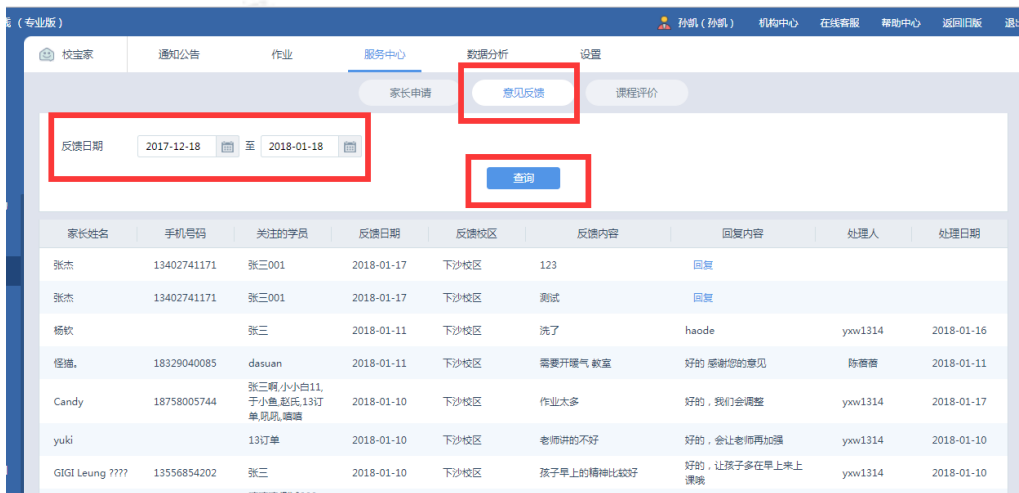 （专业版） 孙凯（孙凯） 机构中心 在线客服 帮助中心 返回旧版
校宝家 通知公告 作业 服务中心 数据分析 设置
家长申请 意见反馈 课程评价
反馈日期 2017-12-18 至 2018-01-18
查询
家长姓名 手机号码 关注的学员 反馈日期 反馈校区 反馈内容 回复内容 处理人 处理日期
张杰 13402741171 张三001 2018-01-17 下沙校区 123 回复
张杰 13402741171 张三001 2018-01-17 下沙校区 测试 回复
杨钦 张三 2018-01-11 下沙校区 洗了 haode yxw1314 2018-01-16
怪猫。 18329040085 dasuan 2018-01-11 下沙校区 需要开暖气 教室 好的 感谢您的意见 陈蓓蓓 2018-01-11
张三啊,小小白11,
Candy 18758005744 于小鱼,赵氏,13订 2018-01-10 下沙校区 作业太多 好的，我们会调整 yxw1314 2018-01-17
单,吼吼,嘻嘻
yuki 13订单 2018-01-10 下沙校区 老师讲的不好 好的，会让老师再加强 yxw1314 2018-01-10
GIGI Leung ???? 13556854202 张三 2018-01-10 下沙校区 孩子早上的精神比较好 好的，让孩子多在早上来上 yxw1314 2018-01-10
课哦